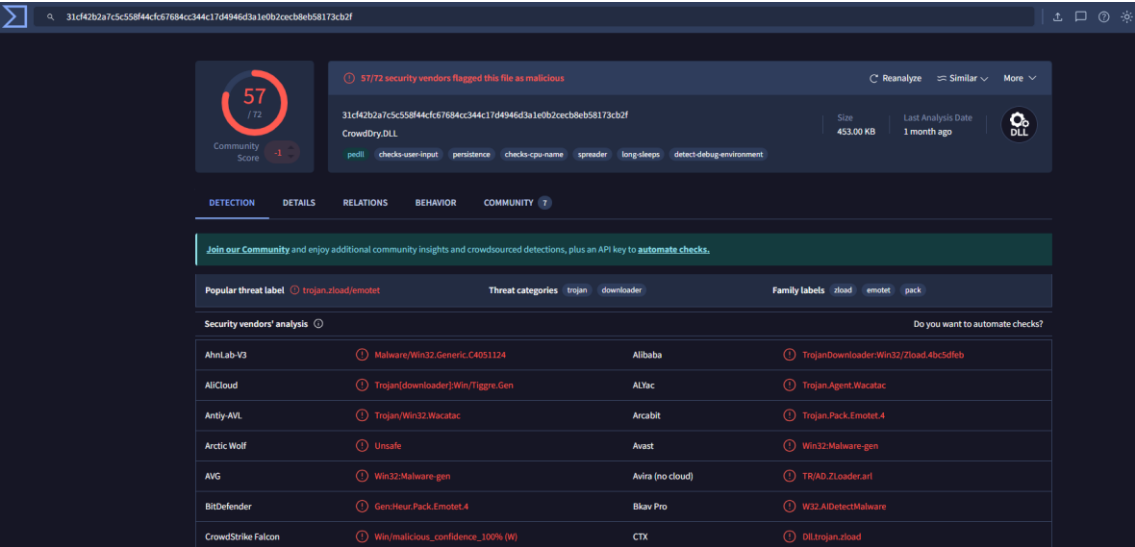 31cf42b2a7c5c558f44cfc67684cc344c17d4946d3a1e0b2cecb8eb58173cb2f
57
/ 72
Community
Score
-1
57/72 security vendors flagged this file as malicious
Reanalyze
Similar
More
31cf42b2a7c5c558f44cfc67684cc344c17d4946d3a1e0b2cecb8eb58173cb2f
CrowdDry.DLL
Size
453.00 KB
Last Analysis Date
1 month ago
DLL
pedll checks-user-input persistence checks-cpu-name spreader long-sleeps detect-debug-environment
DETECTION DETAILS RELATIONS BEHAVIOR COMMUNITY 7
Join our Community and enjoy additional community insights and crowdsourced detections, plus an API key to automate checks.
Popular threat label trojan.zload/emotet Threat categories trojan downloader Family labels zload emotet pack
Security vendors' analysis Do you want to automate checks?
AhnLab-V3 Malware/Win32.Generic.C4051124 Alibaba TrojanDownloader:Win32/Zload.4bc5dfeb
AliCloud Trojan[downloader]:Win/Tiggre.Gen ALYac Trojan.Agent.Wacatac
Antiy-AVL Trojan/Win32.Wacatac Arcabit Trojan.Pack.Emotet.4
Arctic Wolf Unsafe Avast Win32:Malware-gen
AVG Win32:Malware-gen Avira (no cloud) TR/AD.ZLoader.arl
BitDefender Gen:Heur.Pack.Emotet.4 Bkav Pro W32.AIDetectMalware
CrowdStrike Falcon Win/malicious_confidence_100% (W) CTX Dll.trojan.zload